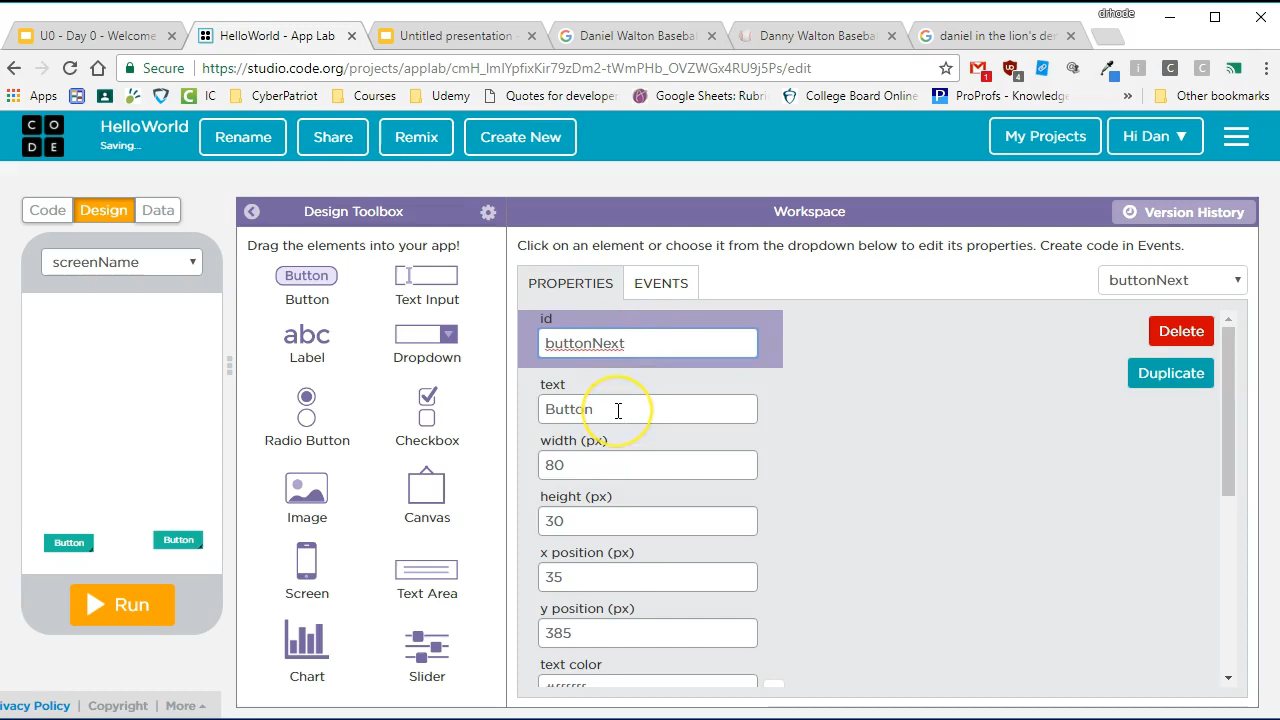 drhode
U0 - Day 0 - Welcome
HelloWorld - App Lab
Untitled presentation -
Daniel Walton Baseba
Danny Walton Baseba
daniel in the lion's den
Secure
https://studio.code.org/projects/applab/cmH_ImIYpfixKir79zDm2-tWmPHb_OVZWGx4RU9j5Ps/edit
Apps
IC
CyberPatriot
Courses
Udemy
Quotes for develope
Google Sheets: Rubri
College Board Online
ProProfs - Knowledge
»
Other bookmarks
CODE
HelloWorld
Saving...
Rename
Share
Remix
Create New
My Projects
Hi Dan ▼
Code
Design
Data
Design Toolbox
Workspace
Version History
screenName
Drag the elements into your app!
Click on an element or choose it from the dropdown below to edit its properties. Create code in Events.
Button
Button
Text Input
abc
Label
Dropdown
Radio Button
Checkbox
Image
Canvas
Screen
Text Area
Chart
Slider
PROPERTIES
EVENTS
buttonNext
id
buttonNext
Delete
text
Button
Duplicate
width (px)
80
height (px)
30
x position (px)
35
y position (px)
385
text color
#ffffff
Button
Button
Run
ivacy Policy | Copyright | More
1
4